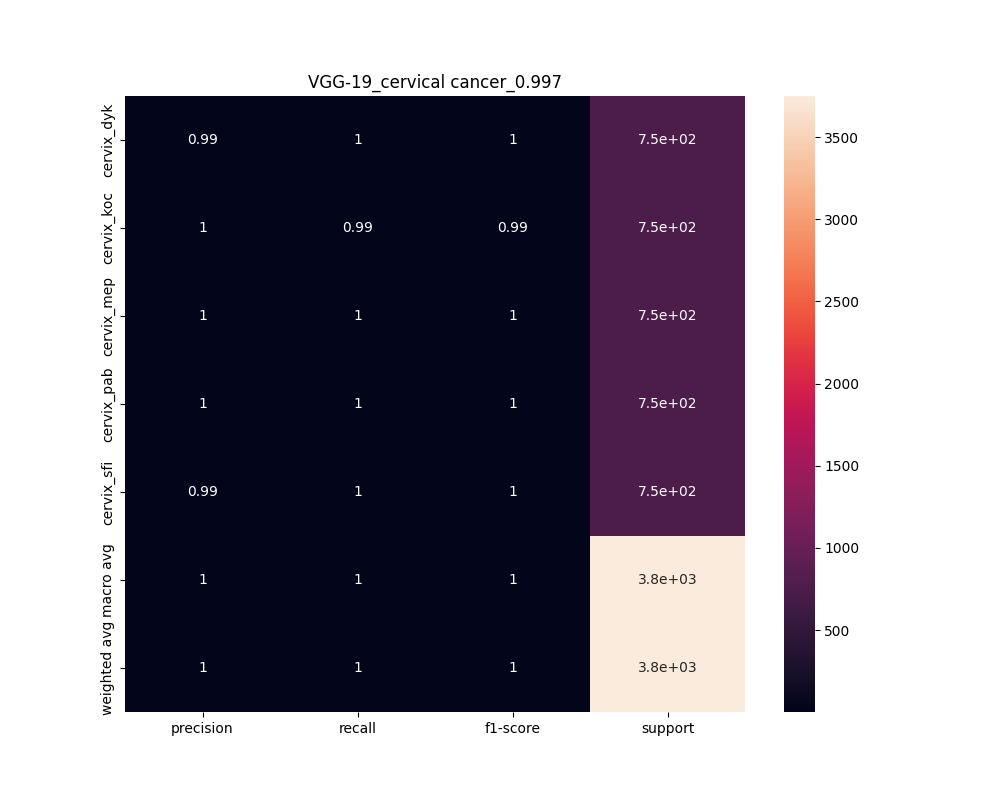 VGG-19_cervical cancer_0.997
cervix_dyk 0.99 1 1 7.5e+02
cervix_koc 1 0.99 0.99 7.5e+02
cervix_mep 1 1 1 7.5e+02
cervix_pab 1 1 1 7.5e+02
cervix_sfi 0.99 1 1 7.5e+02
macro avg 1 1 1 3.8e+03
weighted avg 1 1 1 3.8e+03
precision recall f1-score support
3500
3000
2500
2000
1500
1000
500